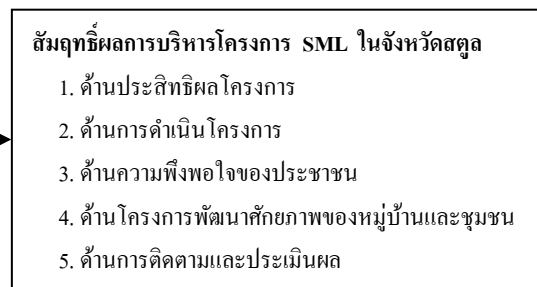 สัมฤทธิ์ผลการบริหารโครงการ SML ในจังหวัดสตูล
1. ด้านประสิทธิผลโครงการ
2. ด้านการดำเนินโครงการ
3. ด้านความพึงพอใจของประชาชน
4. ด้านโครงการพัฒนาศักยภาพของหมู่บ้านและชุมชน
5. ด้านการติดตามและประเมินผล